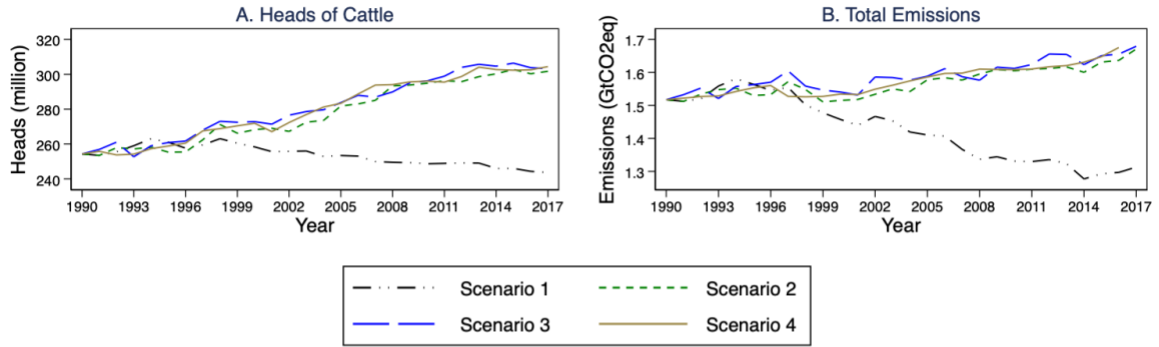 A. Heads of Cattle
Heads (million)
320
300
280
260
240
1990 1993 1996 1999 2002 2005 2008 2011 2014 2017
Year
B. Total Emissions
Emissions (GtCO2eq)
1.7
1.6
1.5
1.4
1.3
1990 1993 1996 1999 2002 2005 2008 2011 2014 2017
Year
Scenario 1 Scenario 2
Scenario 3 Scenario 4